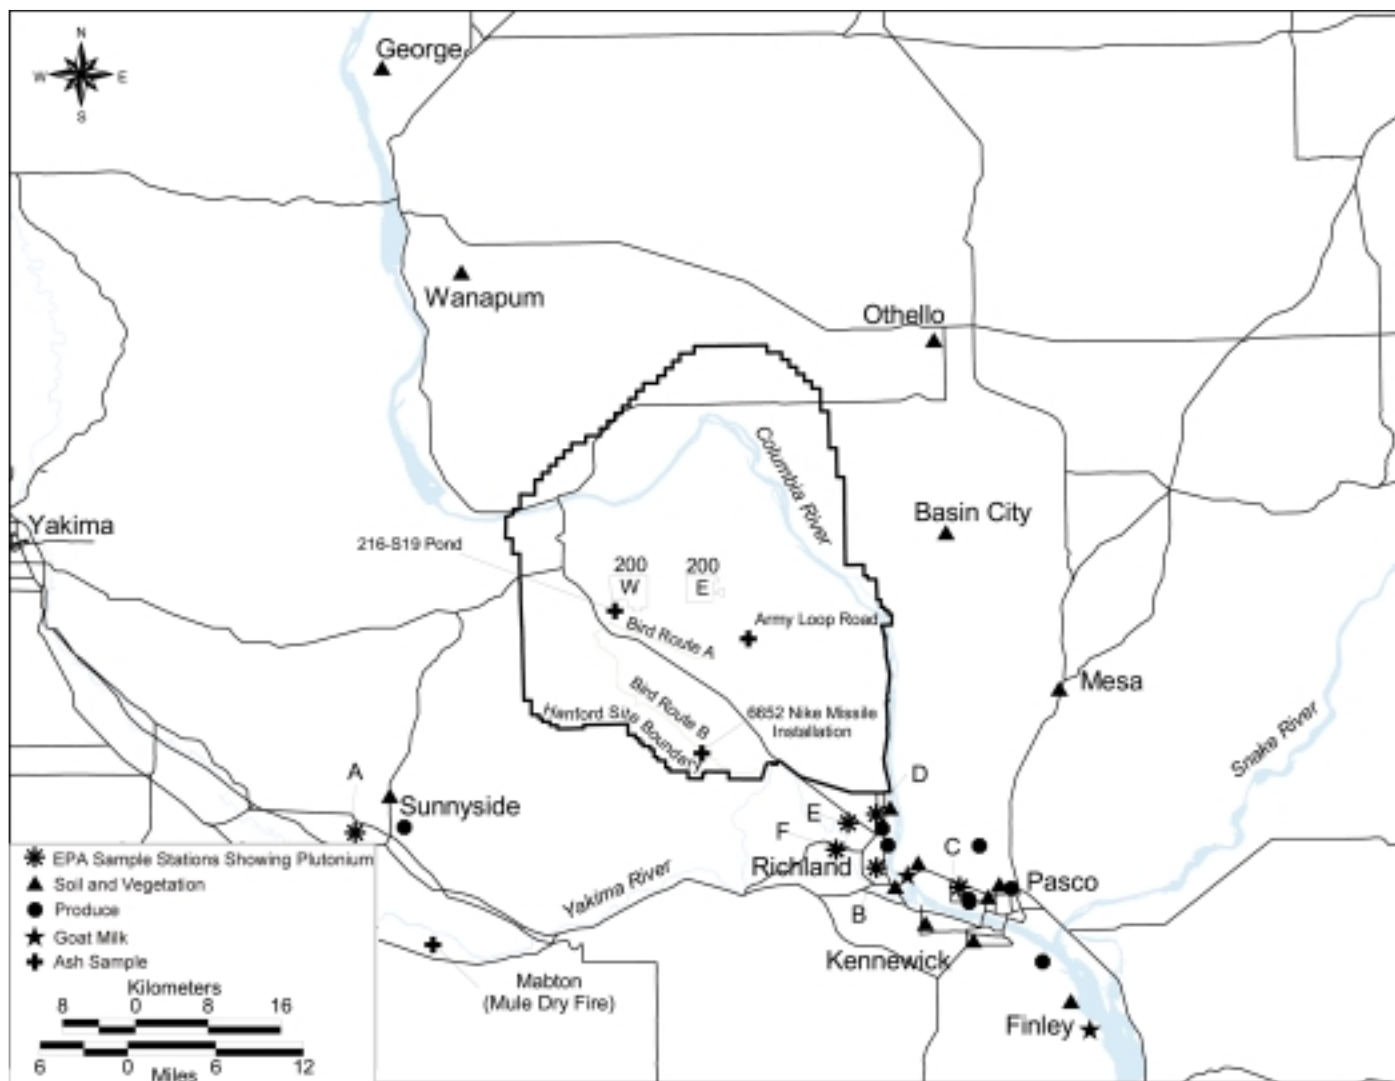 N
W E
S
George
Wanapum
Othello
Columbia River
Basin City
Yakima
216-S19 Pond
200
W
200
E
Army Loop Road
Bird Route A
Mesa
Bird Route B
6652 Nike Missile
Installation
Hanford Site Boundary
Snake River
A
D
Sunnyside
E
F
C
Richland
Pasco
B
Yakima River
Kennewick
Finley
Mabton
(Mule Dry Fire)
EPA Sample Stations Showing Plutonium
Soil and Vegetation
Produce
Goat Milk
Ash Sample
Kilometers
8 0 8 16
6 0 6 12
Miles